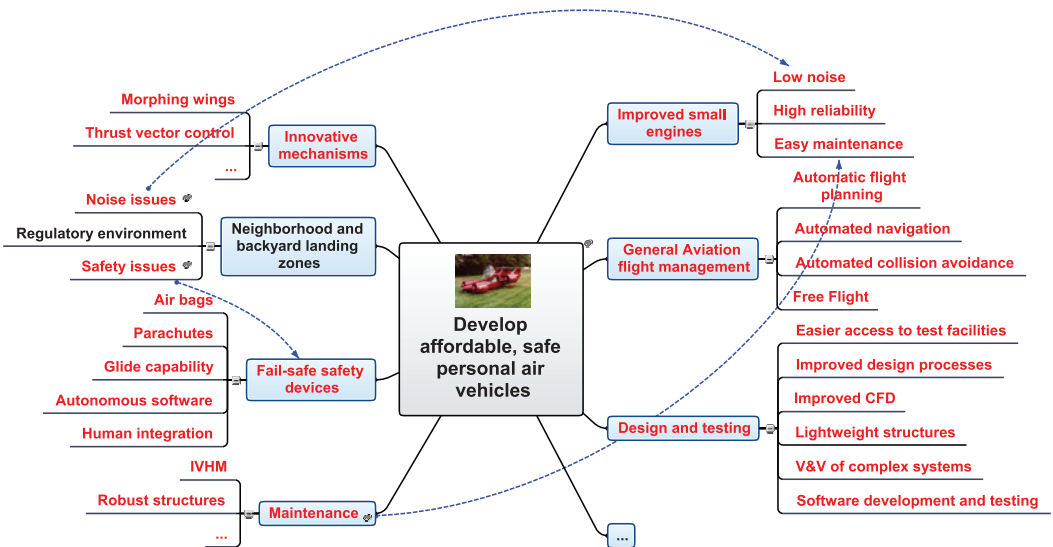 Morphing wings
Thrust vector control
...
Innovative
mechanisms
Noise issues
Regulatory environment
Safety issues
Neighborhood and
backyard landing
zones
Air bags
Parachutes
Glide capability
Autonomous software
Human integration
Fail-safe safety
devices
IVHM
Robust structures
...
Maintenance
Develop
affordable, safe
personal air
vehicles
Improved small
engines
Low noise
High reliability
Easy maintenance
General Aviation
flight management
Automatic flight
planning
Automated navigation
Automated collision avoidance
Free Flight
Design and testing
Easier access to test facilities
Improved design processes
Improved CFD
Lightweight structures
V&V of complex systems
Software development and testing
...